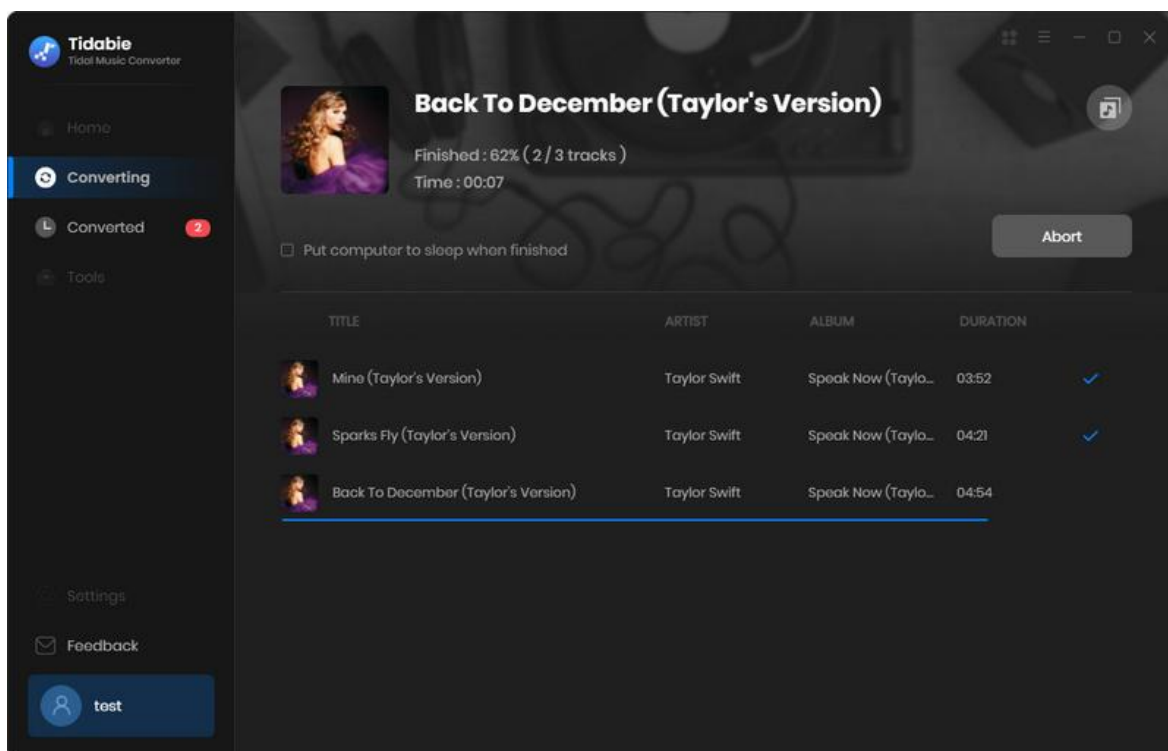 Tidabie
Tidal Music Converter
Home
Converting
Converted 2
Tools
Settings
Feedback
test
Back To December (Taylor's Version)
Finished : 62% ( 2 / 3 tracks )
Time : 00:07
Put computer to sleep when finished
Abort
TITLE ARTIST ALBUM DURATION
Mine (Taylor's Version) Taylor Swift Speak Now (Taylo... 03:52
Sparks Fly (Taylor's Version) Taylor Swift Speak Now (Taylo... 04:21
Back To December (Taylor's Version) Taylor Swift Speak Now (Taylo... 04:54